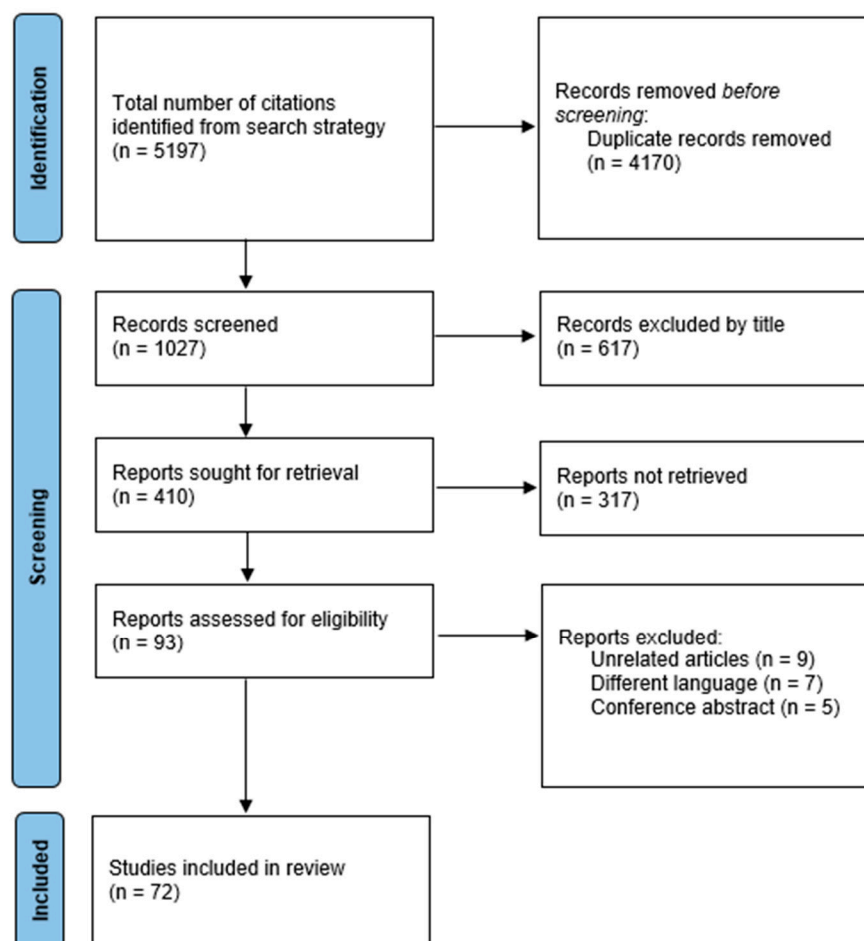 Identification
Total number of citations
identified from search strategy
(n = 5197)
Records removed before
screening:
Duplicate records removed
(n = 4170)
Screening
Records screened
(n = 1027)
Records excluded by title
(n = 617)
Reports sought for retrieval
(n = 410)
Reports not retrieved
(n = 317)
Reports assessed for eligibility
(n = 93)
Reports excluded:
Unrelated articles (n = 9)
Different language (n = 7)
Conference abstract (n = 5)
Included
Studies included in review
(n = 72)